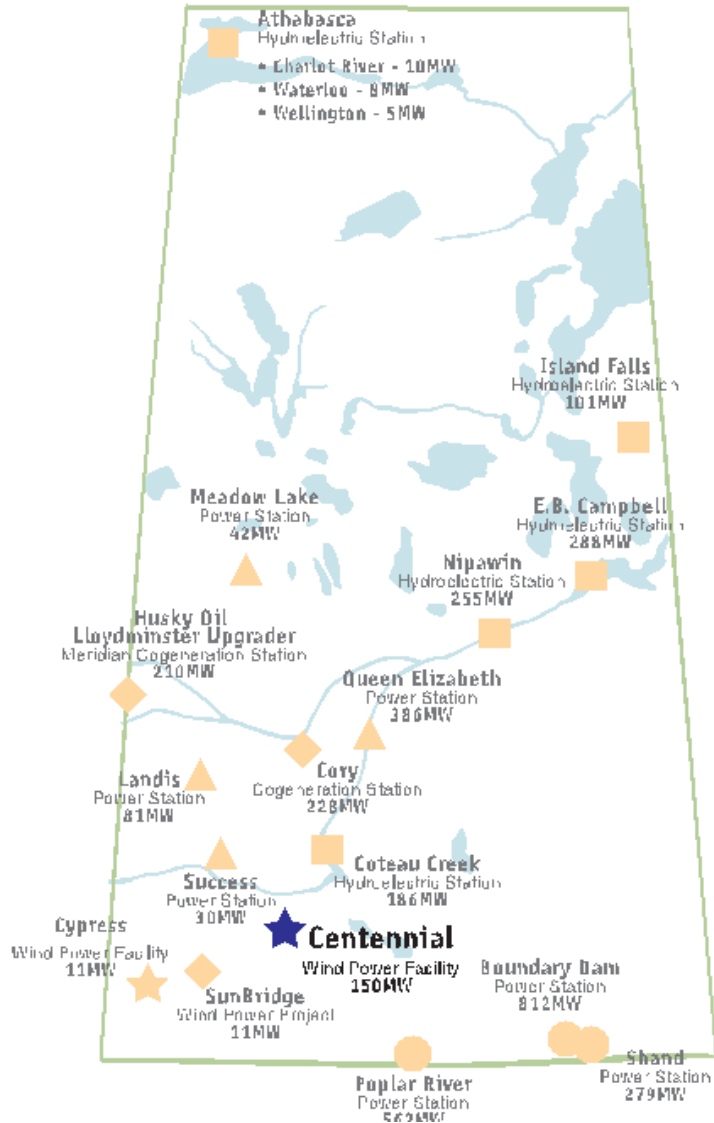 Athabasca
Hydroelectric Station
• Charlot River - 10MW
• Waterloo - 8MW
• Wellington - 5MW
Island Falls
Hydroelectric Station
101MW
Meadow Lake
Power Station
42MW
E.B. Campbell
Hydroelectric Station
288MW
Nipawin
Hydroelectric Station
255MW
Husky Oil
Lloydminster Upgrader
Meridian Cogeneration Station
210MW
Queen Elizabeth
Power Station
386MW
Landis
Power Station
81MW
Cory
Cogeneration Station
228MW
Coteau Creek
Hydroelectric Station
186MW
Success
Power Station
30MW
Cypress
Wind Power Facility
11MW
Centennial
Wind Power Facility
150MW
SunBridge
Wind Power Project
11MW
Boundary Dam
Power Station
812MW
Shand
Power Station
279MW
Poplar River
Power Station
562MW